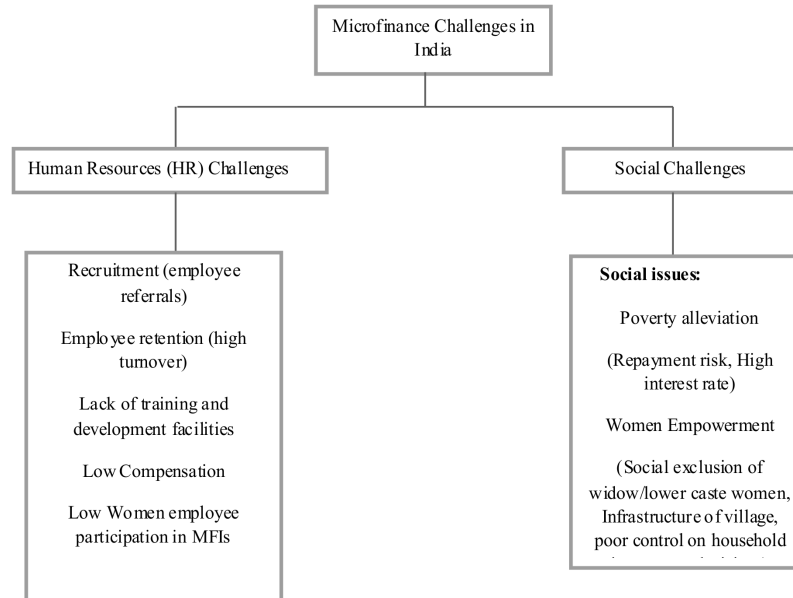 Microfinance Challenges in
India
Human Resources (HR) Challenges
Social Challenges
Recruitment (employee
referrals)
Employee retention (high
turnover)
Lack of training and
development facilities
Low Compensation
Low Women employee
participation in MFIs
Social issues:
Poverty alleviation
(Repayment risk, High
interest rate)
Women Empowerment
(Social exclusion of
widow/lower caste women,
Infrastructure of village,
poor control on household